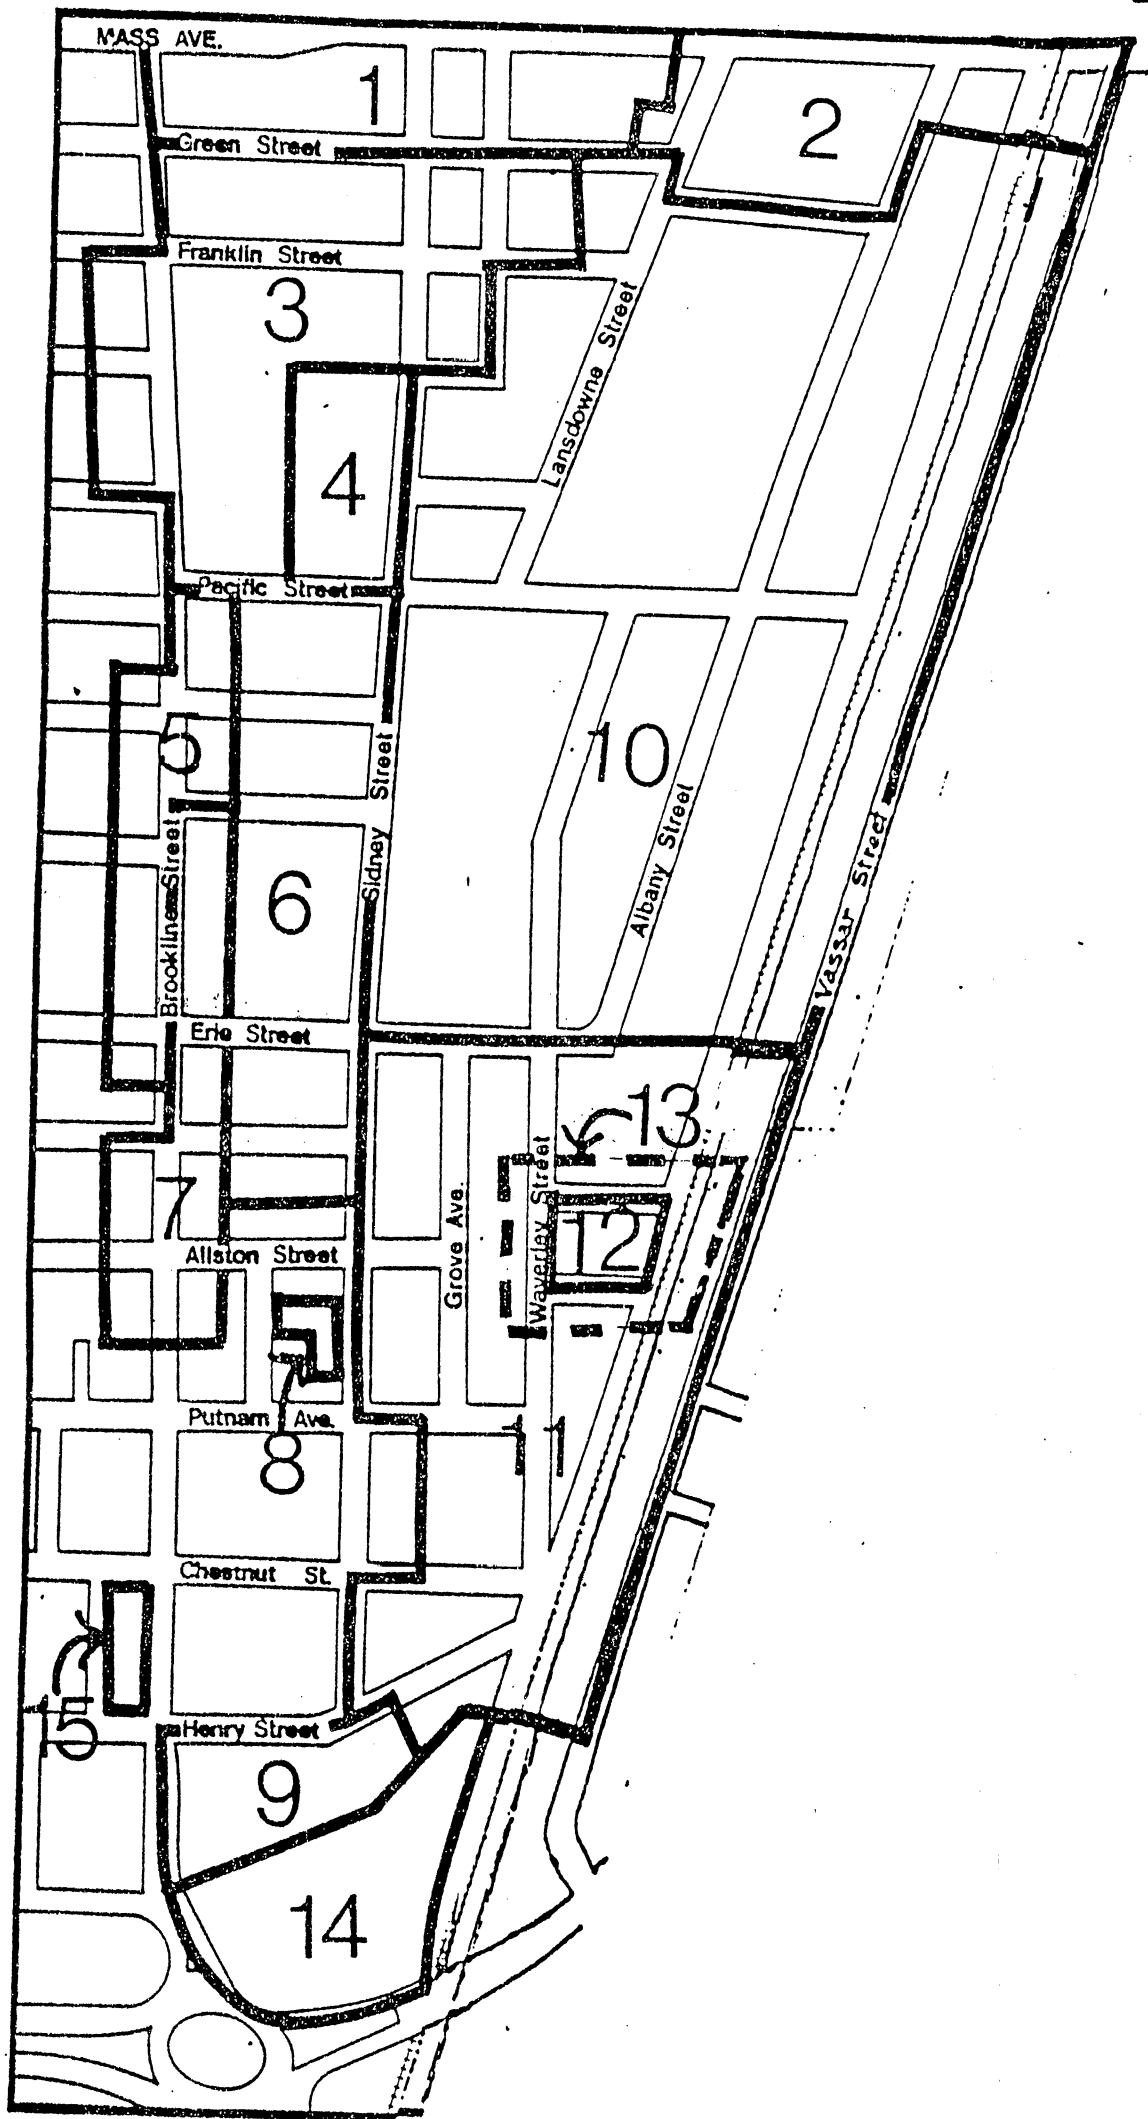 MASS AVE.
1
2
Green Street
Franklin Street
3
Lansdowne Street
4
Pacific Street
5
10
Sidney Street
Albany Street
Brookline Street
6
Vassar Street
Erie Street
13
7
Grove Ave.
Waverley Street
12
Allston Street
Putnam Ave.
8
11
Chestnut St.
15
Henry Street
9
14